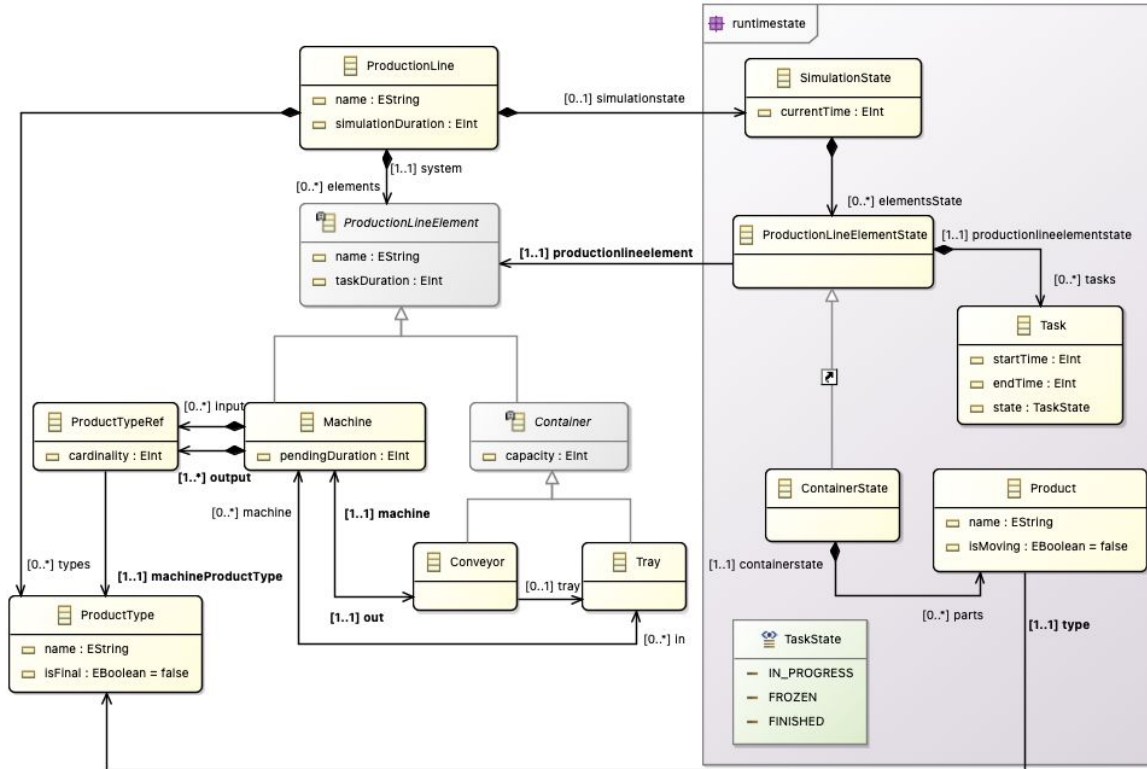 runtimestate
ProductionLine
name : EString
simulationDuration : EInt
[0..1] simulationstate
SimulationState
currentTime : EInt
[1..1] system
[0..*] elements
[0..*] elementsState
ProductionLineElement
name : EString
taskDuration : EInt
[1..1] productionlineelement
ProductionLineElementState
[1..1] productionlineelementstate
[0..*] tasks
Task
startTime : EInt
endTime : EInt
state : TaskState
ProductTypeRef
cardinality : EInt
[0..*] input
[1..*] output
Machine
pendingDuration : EInt
Container
capacity : EInt
[0..*] machine
[1..1] machine
ContainerState
Product
name : EString
isMoving : EBoolean = false
Conveyor
[0..1] tray
Tray
[1..1] containerstate
[0..*] types
[1..1] machineProductType
[1..1] out
[0..*] in
[0..*] parts
[1..1] type
ProductType
name : EString
isFinal : EBoolean = false
TaskState
IN_PROGRESS
FROZEN
FINISHED